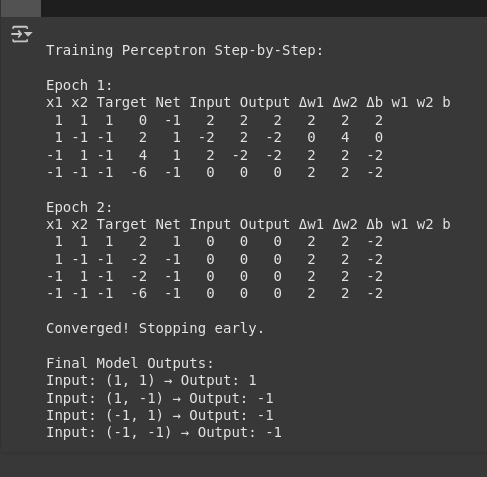 Training Perceptron Step-by-Step:
Epoch 1:
x1 x2 Target Net Input Output Δw1 Δw2 Δb w1 w2 b
1 1 1 0 -1 2 2 2 2 2 2
1 -1 -1 2 1 -2 2 -2 0 4 0
-1 1 -1 4 1 2 -2 -2 2 2 -2
-1 -1 -1 -6 -1 0 0 0 2 2 -2
Epoch 2:
x1 x2 Target Net Input Output Δw1 Δw2 Δb w1 w2 b
1 1 1 2 1 0 0 0 2 2 -2
1 -1 -1 -2 -1 0 0 0 2 2 -2
-1 1 -1 -2 -1 0 0 0 2 2 -2
-1 -1 -1 -6 -1 0 0 0 2 2 -2
Converged! Stopping early.
Final Model Outputs:
Input: (1, 1) → Output: 1
Input: (1, -1) → Output: -1
Input: (-1, 1) → Output: -1
Input: (-1, -1) → Output: -1